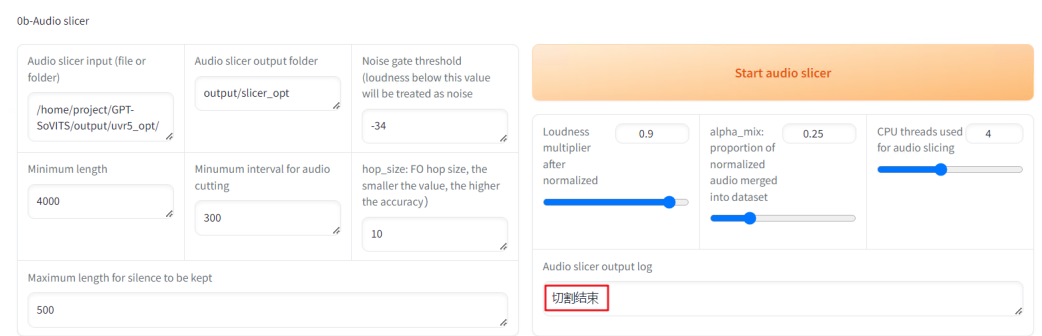 0b-Audio slicer
Audio slicer input (file or
folder)
/home/project/GPT-
SoVITS/output/uvr5_opt/
Audio slicer output folder
output/slicer_opt
Noise gate threshold
(loudness below this value
will be treated as noise
-34
Minimum length
4000
Minumum interval for audio
cutting
300
hop_size: FO hop size, the
smaller the value, the higher
the accuracy）
10
Maximum length for silence to be kept
500
Start audio slicer
Loudness
multiplier
after
normalized
0.9
alpha_mix:
proportion of
normalized
audio merged
into dataset
0.25
CPU threads used
for audio slicing
4
Audio slicer output log
切割结束